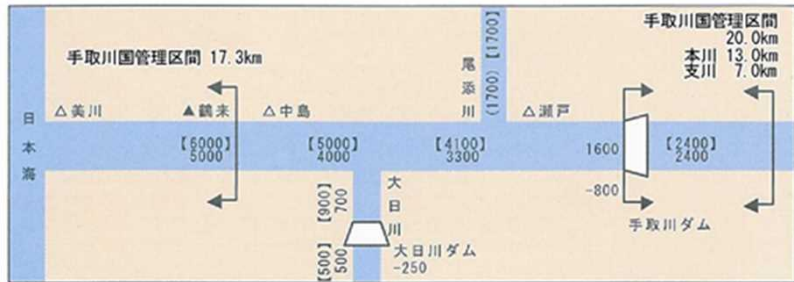 手取川国管理区間 17.3km
手取川国管理区間
20.0km
本川 13.0km
支川 7.0km
尾添川
(1700)【1700】
日本海
△美川
▲鶴来
△中島
△瀬戸
【6000】
5000
【5000】
4000
【4100】
3300
1600
-800
【2400】
2400
手取川ダム
大日川
【900】
700
大日川ダム
-250
【500】
500